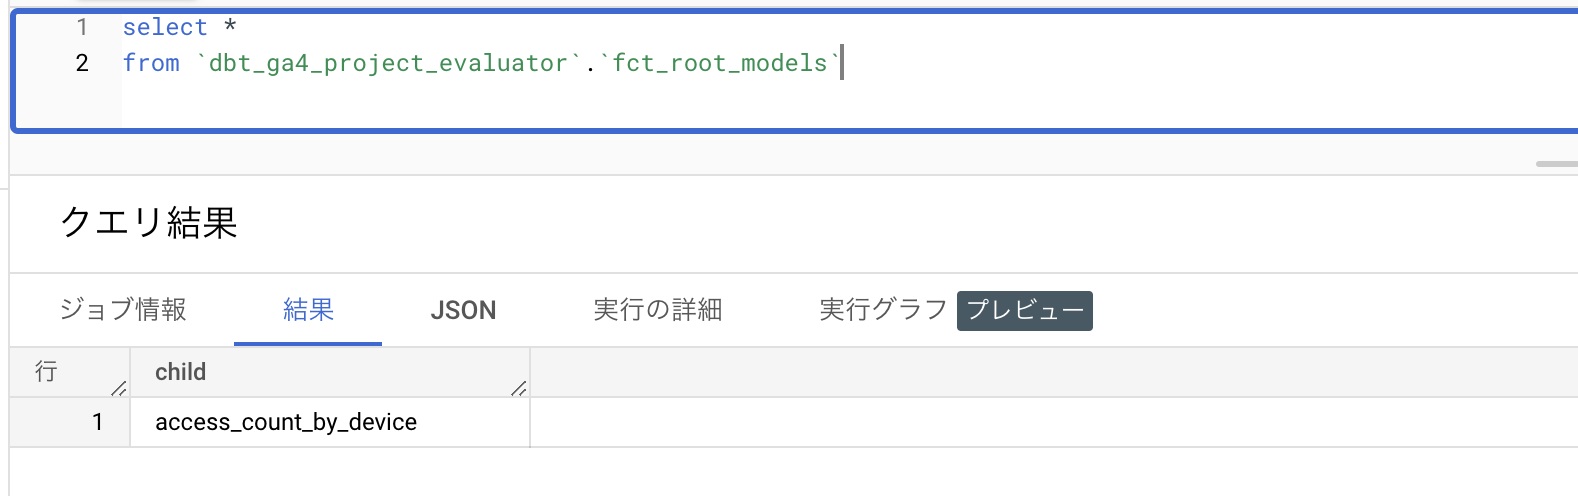 1 select *
2 from `dbt_ga4_project_evaluator`.`fct_root_models`
クエリ結果
ジョブ情報 結果 JSON 実行の詳細 実行グラフ プレビュー
行 child
1 access_count_by_device